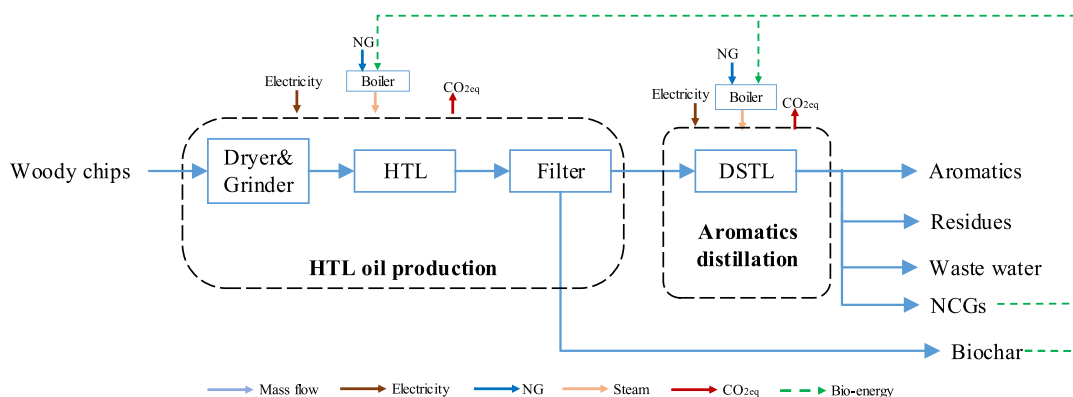 NG
Boiler
Electricity
CO2eq
NG
Boiler
Electricity
CO2eq
Woody chips
Dryer&
Grinder
HTL
Filter
DSTL
Aromatics
Residues
Waste water
NCGs
Biochar
HTL oil production
Aromatics
distillation
Mass flow
Electricity
NG
Steam
CO2eq
Bio-energy